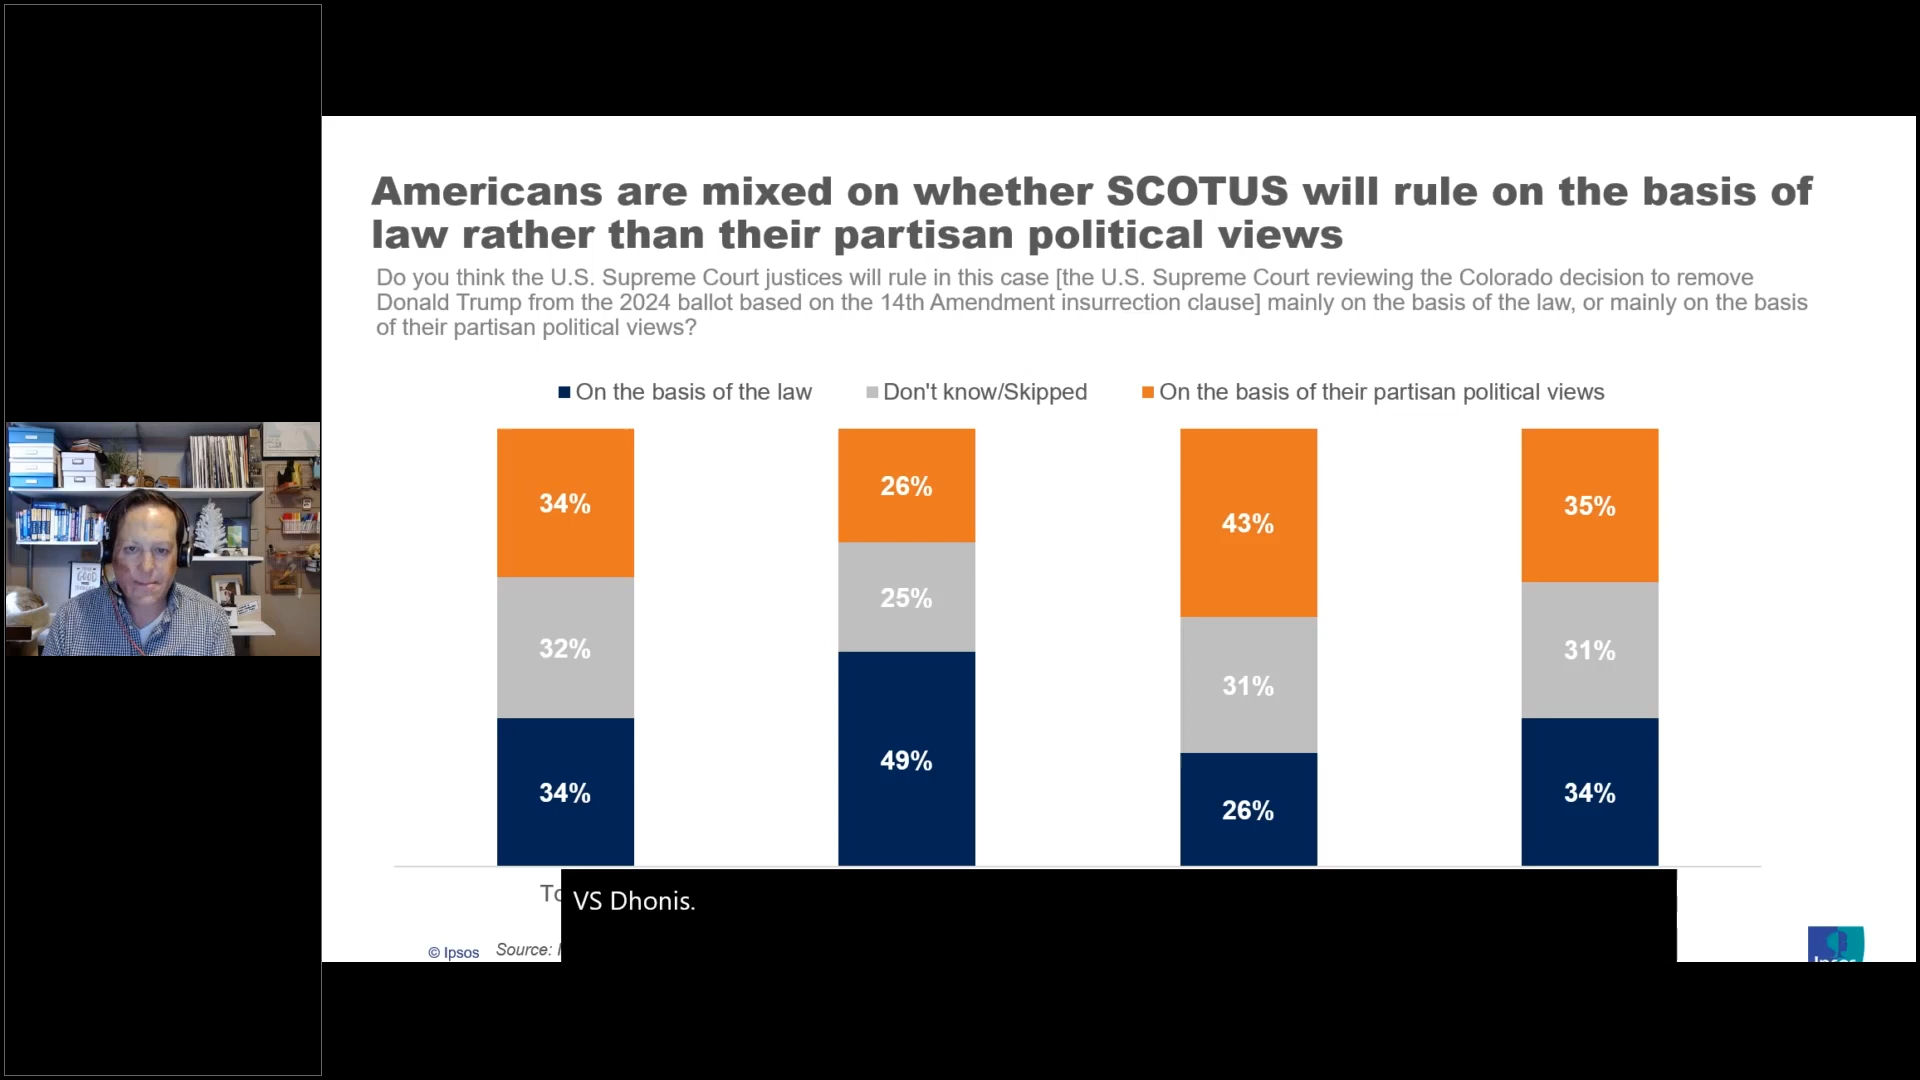 Americans are mixed on whether SCOTUS will rule on the basis of
law rather than their partisan political views
Do you think the U.S. Supreme Court justices will rule in this case [the U.S. Supreme Court reviewing the Colorado decision to remove
Donald Trump from the 2024 ballot based on the 14th Amendment insurrection clause] mainly on the basis of the law, or mainly on the basis
of their partisan political views?
On the basis of the law Don't know/Skipped On the basis of their partisan political views
34% 26% 43% 35%
32% 25% 31% 31%
34% 49% 26% 34%
VS Dhonis.
© Ipsos Source:
Ipsos
GOOD